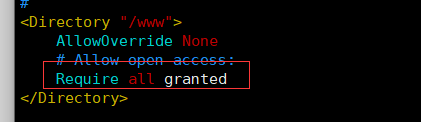 #
<Directory "/www">
AllowOverride None
# Allow open access:
Require all granted
</Directory>